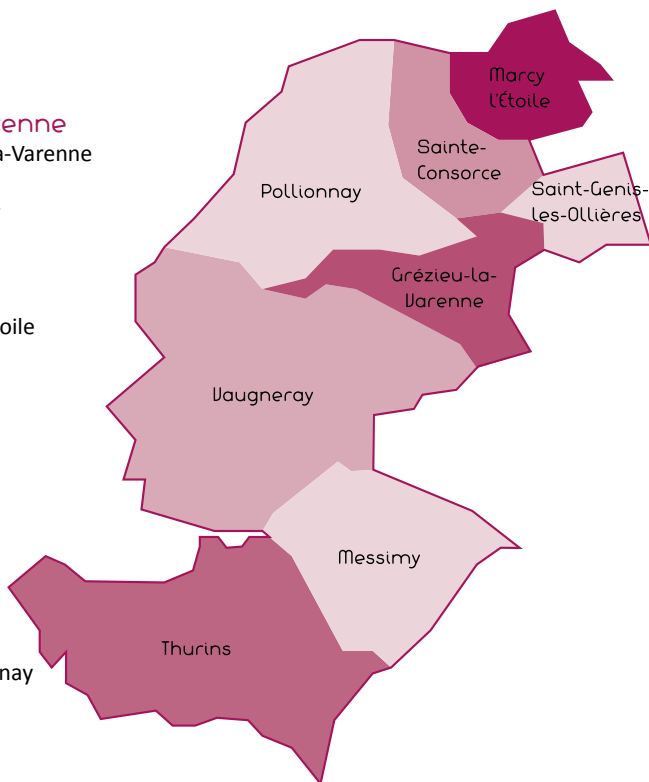 enne
a-Varenne
oile
nay
Marcy
l'Étoile
Sainte-
Consorce
Saint-Genis-
les-Ollières
Pollionnay
Grézieu-la-
Varenne
Vaugneray
Messimy
Thurins